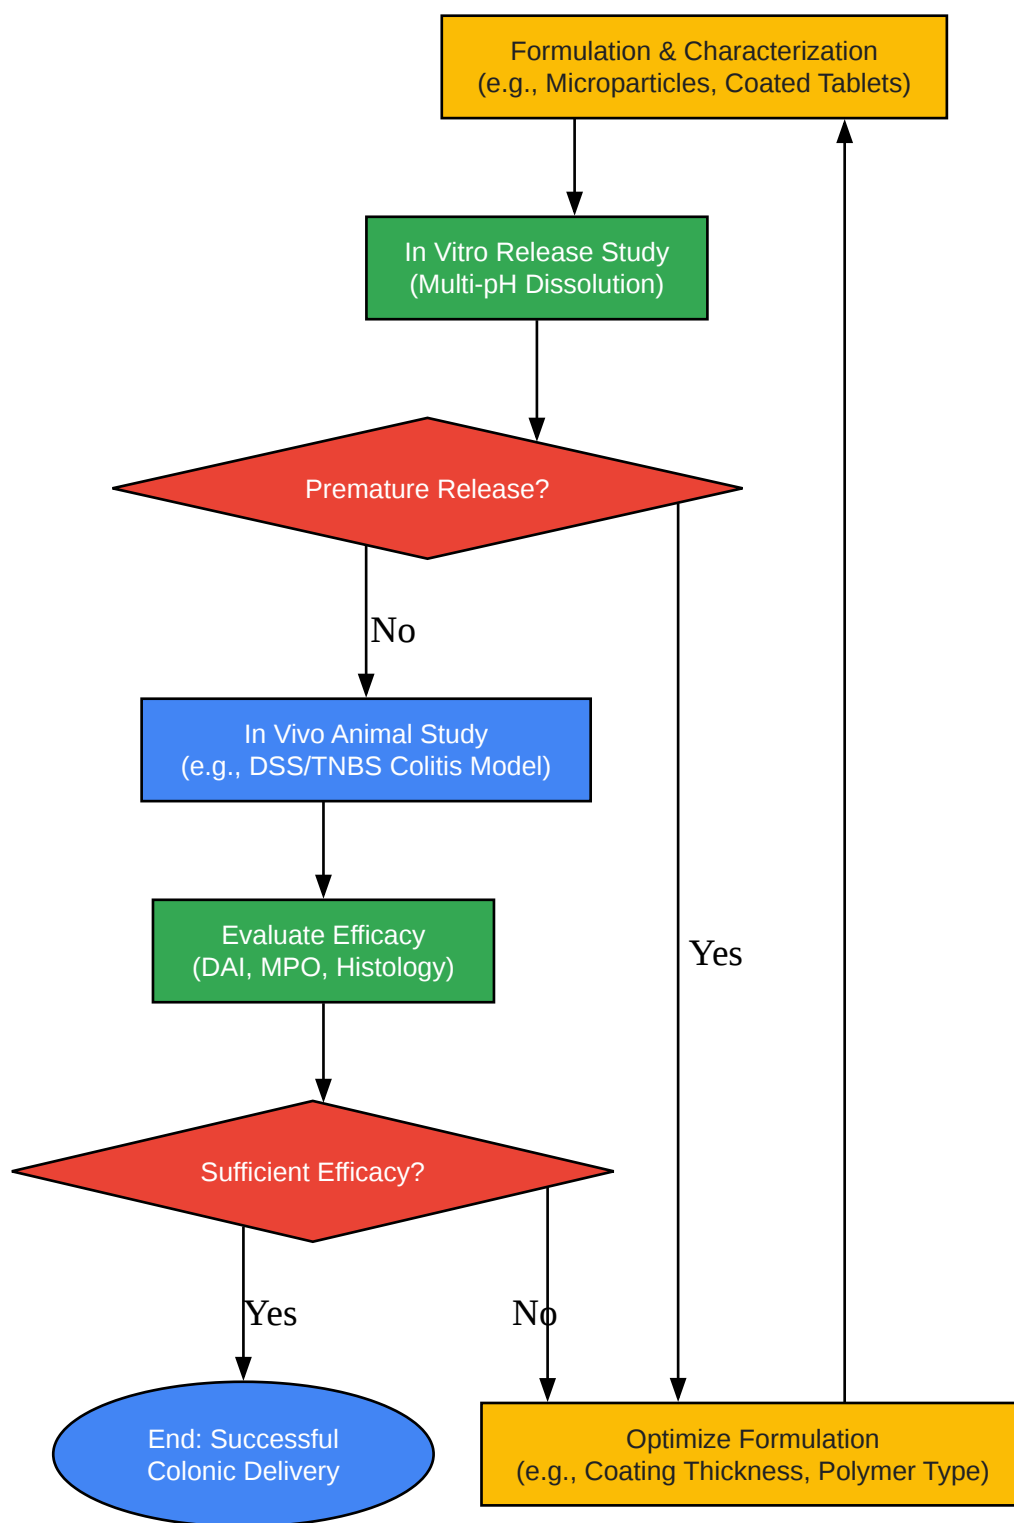 Formulation & Characterization
(e.g., Microparticles, Coated Tablets)
In Vitro Release Study
(Multi-pH Dissolution)
Premature Release?
No
In Vivo Animal Study
(e.g., DSS/TNBS Colitis Model)
Evaluate Efficacy
(DAI, MPO, Histology)
Yes
Sufficient Efficacy?
Yes
No
End: Successful
Colonic Delivery
Optimize Formulation
(e.g., Coating Thickness, Polymer Type)